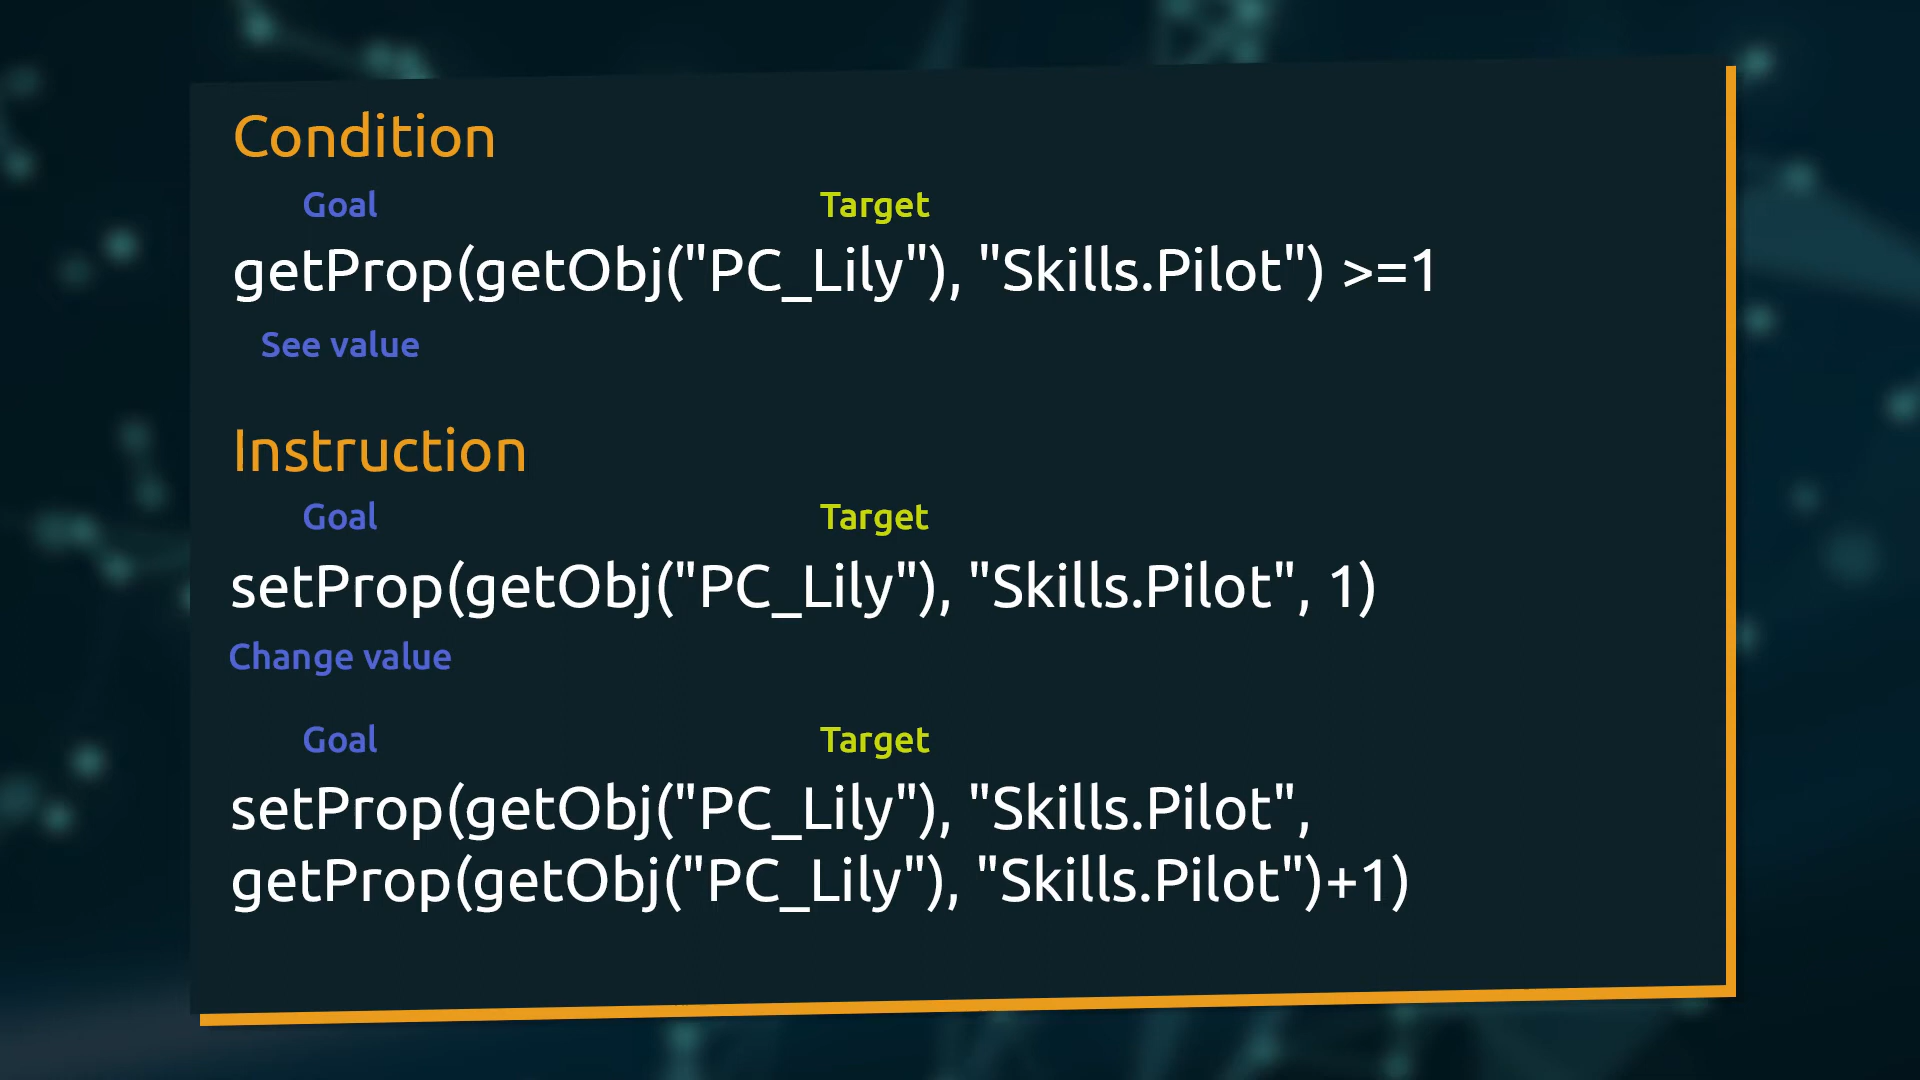 Condition
Goal Target
getProp(getObj("PC_Lily"), "Skills.Pilot") >=1
See value
Instruction
Goal Target
setProp(getObj("PC_Lily"), "Skills.Pilot", 1)
Change value
Goal Target
setProp(getObj("PC_Lily"), "Skills.Pilot",
getProp(getObj("PC_Lily"), "Skills.Pilot")+1)